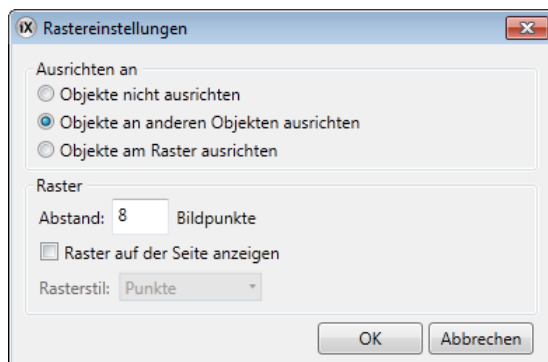 iX Rastereinstellungen
Ausrichten an
Objekte nicht ausrichten
Objekte an anderen Objekten ausrichten
Objekte am Raster ausrichten
Raster
Abstand: 8 Bildpunkte
Raster auf der Seite anzeigen
Rasterstil: Punkte
OK Abbrechen